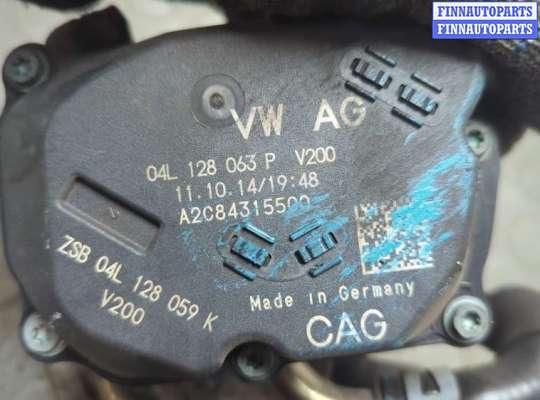 FINNAUTOPARTS
FINNAUTOPARTS
VW AG
04L 128 063 P V200
11.10.14/19:48
A2C84315500
ZSB 04L 128 059 K
V200
Made in Germany
CAG